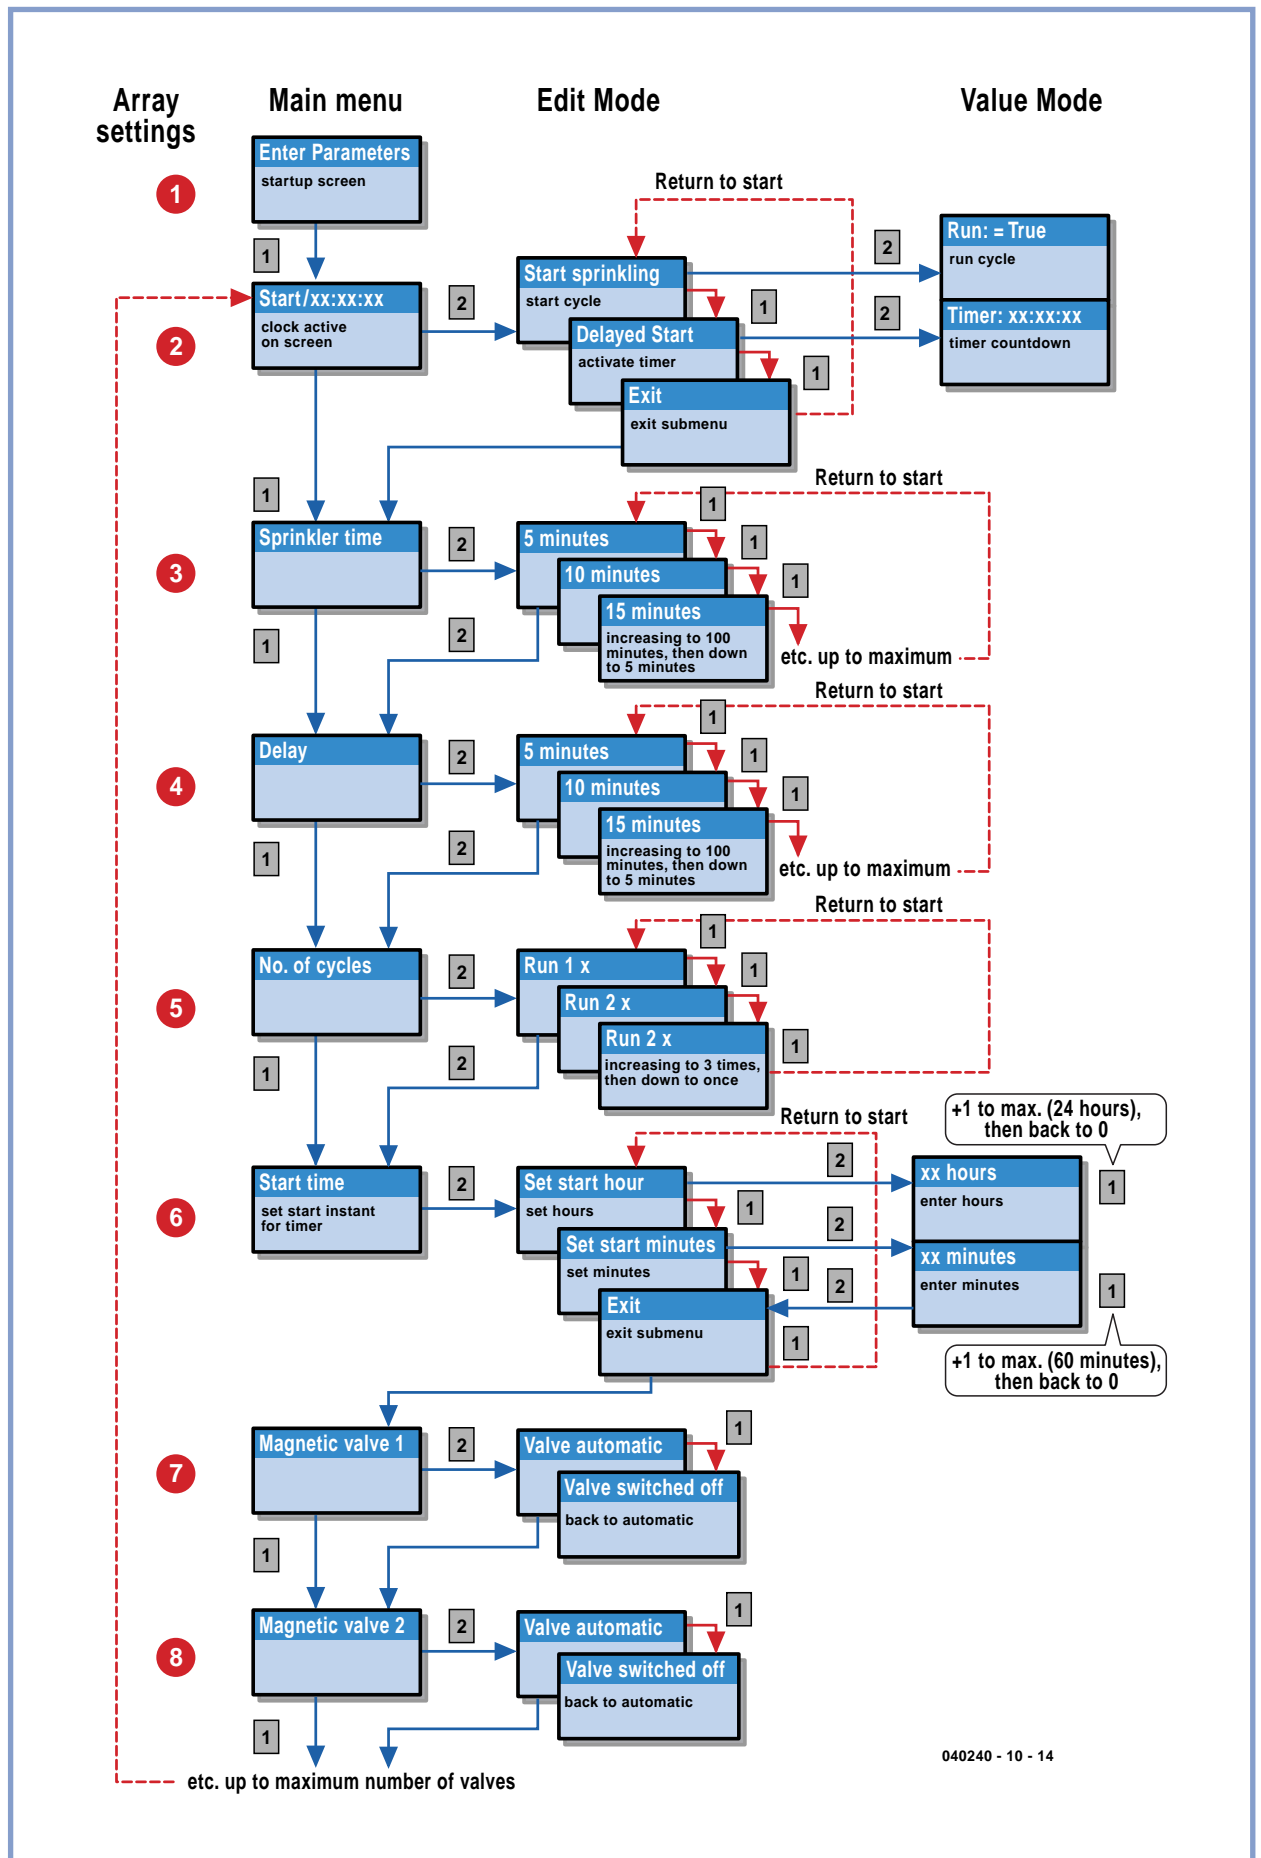 Array
settings
Main menu
Edit Mode
Value Mode
1
Enter Parameters
startup screen
1
Return to start
2
Start/xx:xx:xx
clock active
on screen
2
Start sprinkling
start cycle
1
Delayed Start
activate timer
1
Exit
exit submenu
2
Run: = True
run cycle
2
Timer: xx:xx:xx
timer countdown
1
3
Sprinkler time
2
Return to start
1
5 minutes
1
10 minutes
1
15 minutes
increasing to 100
minutes, then down
to 5 minutes
etc. up to maximum
1
2
4
Delay
2
Return to start
1
5 minutes
1
10 minutes
1
15 minutes
increasing to 100
minutes, then down
to 5 minutes
etc. up to maximum
1
2
5
No. of cycles
2
Return to start
1
Run 1 x
1
Run 2 x
Run 2 x
1
increasing to 3 times,
then down to once
1
2
6
Start time
set start instant
for timer
2
Return to start
Set start hour
set hours
1
Set start minutes
set minutes
1
Exit
exit submenu
1
2
2
2
+1 to max. (24 hours),
then back to 0
xx hours
enter hours
1
xx minutes
enter minutes
1
+1 to max. (60 minutes),
then back to 0
7
Magnetic valve 1
2
Valve automatic
1
Valve switched off
back to automatic
1
8
Magnetic valve 2
2
Valve automatic
1
Valve switched off
back to automatic
1
etc. up to maximum number of valves
040240 - 10 - 14